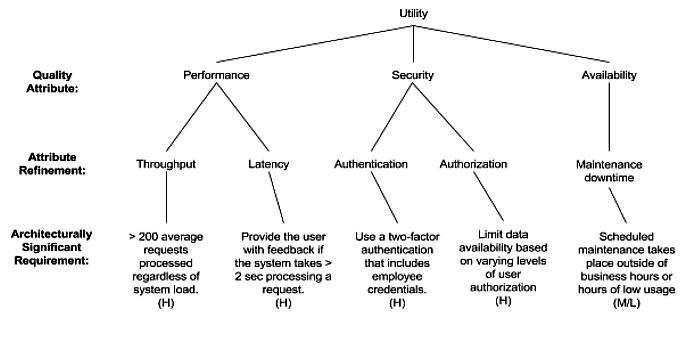 Utility
Quality
Attribute:
Performance
Security
Availability
Attribute
Refinement:
Throughput
Latency
Authentication
Authorization
Maintenance
downtime
Architecturally
Significant
Requirement:
> 200 average
requests
processed
regardless of
system load.
(H)
Provide the user
with feedback if
the system takes >
2 sec processing a
request.
(H)
Use a two-factor
authentication
that includes
employee
credentials.
(H)
Limit data
availability based
on varying levels
of user
authorization
(H)
Scheduled
maintenance takes
place outside of
business hours or
hours of low usage
(M/L)